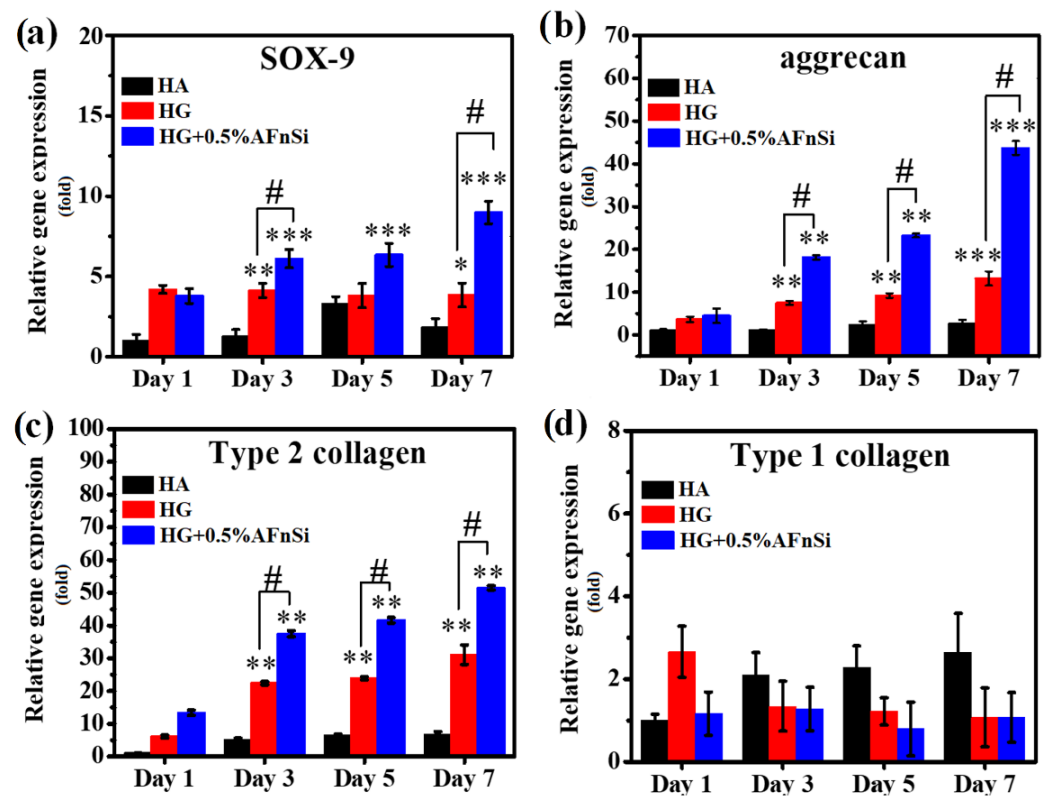 (a)
SOX-9
HA
HG
HG+0.5%AFnSi
Relative gene expression
(fold)
20
15
10
5
0
#
***
**
***
#
***
*
Day 1 Day 3 Day 5 Day 7
(b)
aggrecan
HA
HG
HG+0.5%AFnSi
Relative gene expression
(fold)
70
60
50
40
30
20
10
0
#
**
**
#
**
**
#
***
***
Day 1 Day 3 Day 5 Day 7
(c)
Type 2 collagen
HA
HG
HG+0.5%AFnSi
Relative gene expression
(fold)
100
90
80
70
60
50
40
30
20
10
0
#
**
**
#
**
**
#
**
**
Day 1 Day 3 Day 5 Day 7
(d)
Type 1 collagen
HA
HG
HG+0.5%AFnSi
Relative gene expression
(fold)
8
6
4
2
0
Day 1 Day 3 Day 5 Day 7